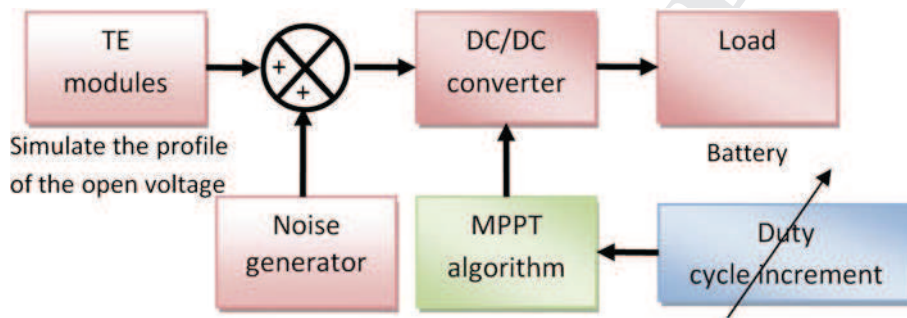 TE
modules
+
+
DC/DC
converter
Load
Simulate the profile
of the open voltage
Battery
Noise
generator
MPPT
algorithm
Duty
cycle increment